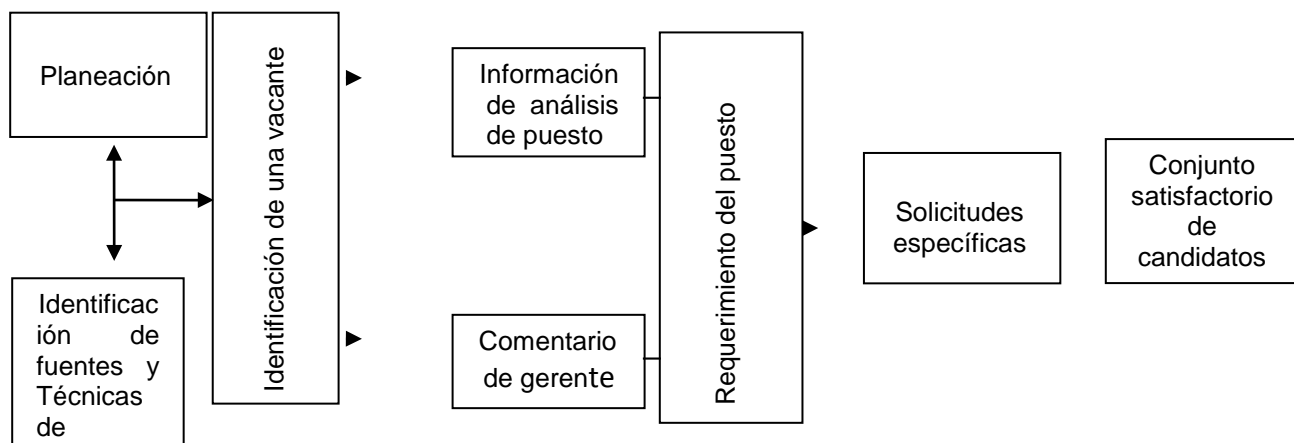 Planeación
Identificac
ión de
fuentes y
Técnicas
de
Identificación de una vacante
Información
de análisis
de puesto
Comentario
de gerente
Requerimiento del puesto
Solicitudes
específicas
Conjunto
satisfactorio
de
candidatos